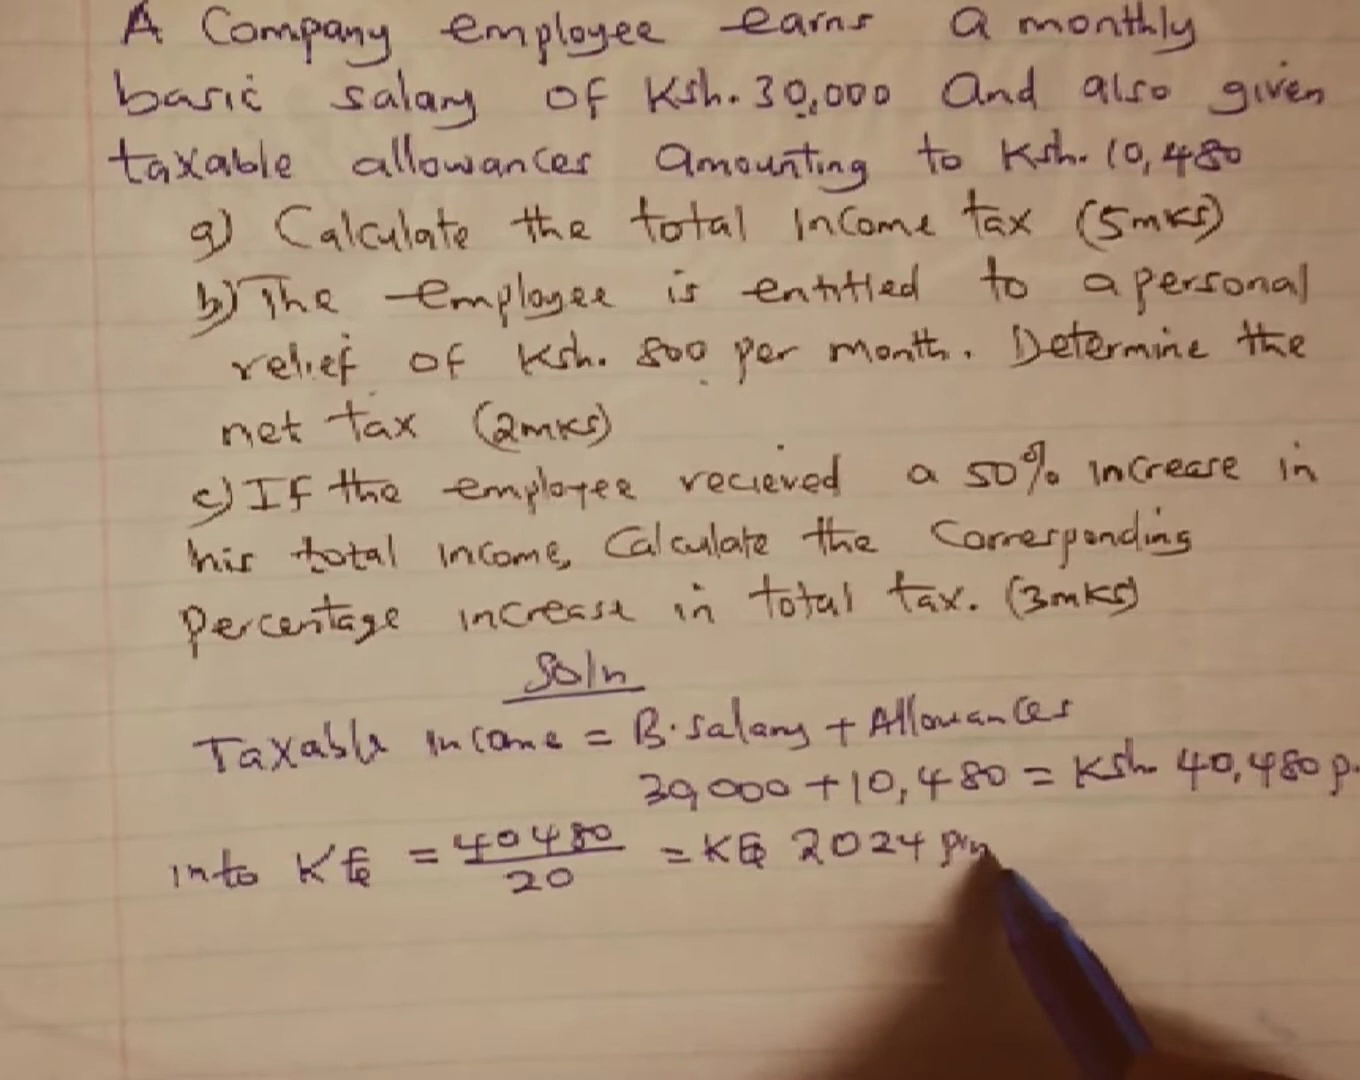 A Company employee earns a monthly
basic salary of Ksh. 30,000 and also given
taxable allowances amounting to Ksh. 10,480
a) Calculate the total income tax (5mks)
b) The employee is entitled to a personal
relief of Ksh. 800 per month. Determine the
net tax (2mks)
c) If the employee recieved a 50% increase in
his total income, Calculate the Corresponding
Percentage increase in total tax. (3mks)
Soln
Taxable income = B. salary + Allowances
30,000 + 10,480 = Ksh 40,480 p.
into K£ = 40480/20 = K£ 2024 pm